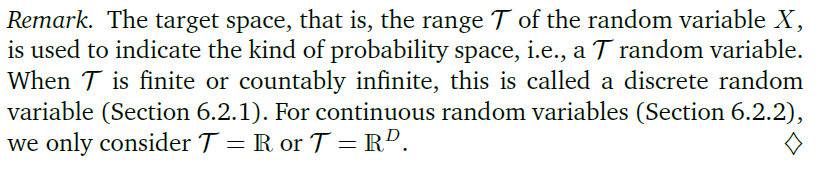 Remark. The target space, that is, the range 𝒯 of the random variable X,
is used to indicate the kind of probability space, i.e., a 𝒯 random variable.
When 𝒯 is finite or countably infinite, this is called a discrete random
variable (Section 6.2.1). For continuous random variables (Section 6.2.2),
we only consider 𝒯 = ℝ or 𝒯 = ℝ^D. ♢